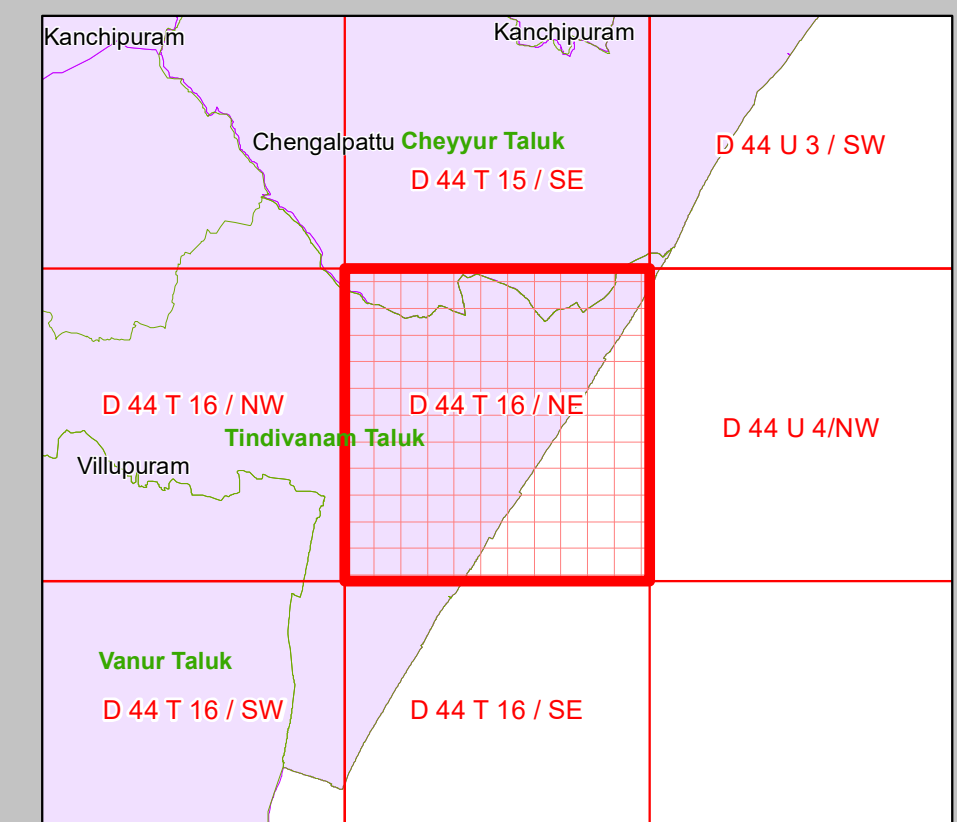 Kanchipuram
Kanchipuram
Chengalpattu
Cheyyur Taluk
D 44 U 3 / SW
D 44 T 15 / SE
D 44 T 16 / NW
D 44 T 16 / NE
D 44 U 4/NW
Tindivanam Taluk
Villupuram
Vanur Taluk
D 44 T 16 / SW
D 44 T 16 / SE